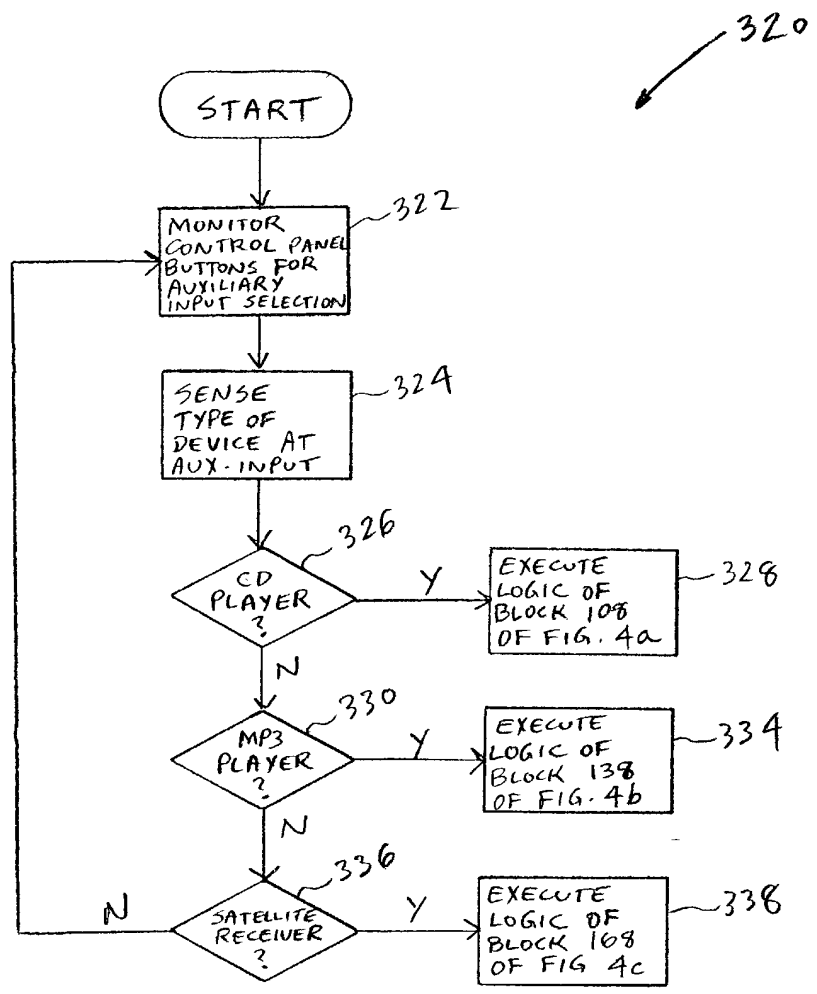 320
START
MONITOR
CONTROL PANEL
BUTTONS FOR
AUXILIARY
INPUT SELECTION
322
SENSE
TYPE OF
DEVICE AT
AUX. INPUT
324
326
CD
PLAYER
?
Y
EXECUTE
LOGIC OF
BLOCK 108
OF FIG. 4a
328
N
330
MP3
PLAYER
?
Y
EXECUTE
LOGIC OF
BLOCK 138
OF FIG. 4b
334
N
336
SATELLITE
RECEIVER
?
N
Y
EXECUTE
LOGIC OF
BLOCK 168
OF FIG 4c
338